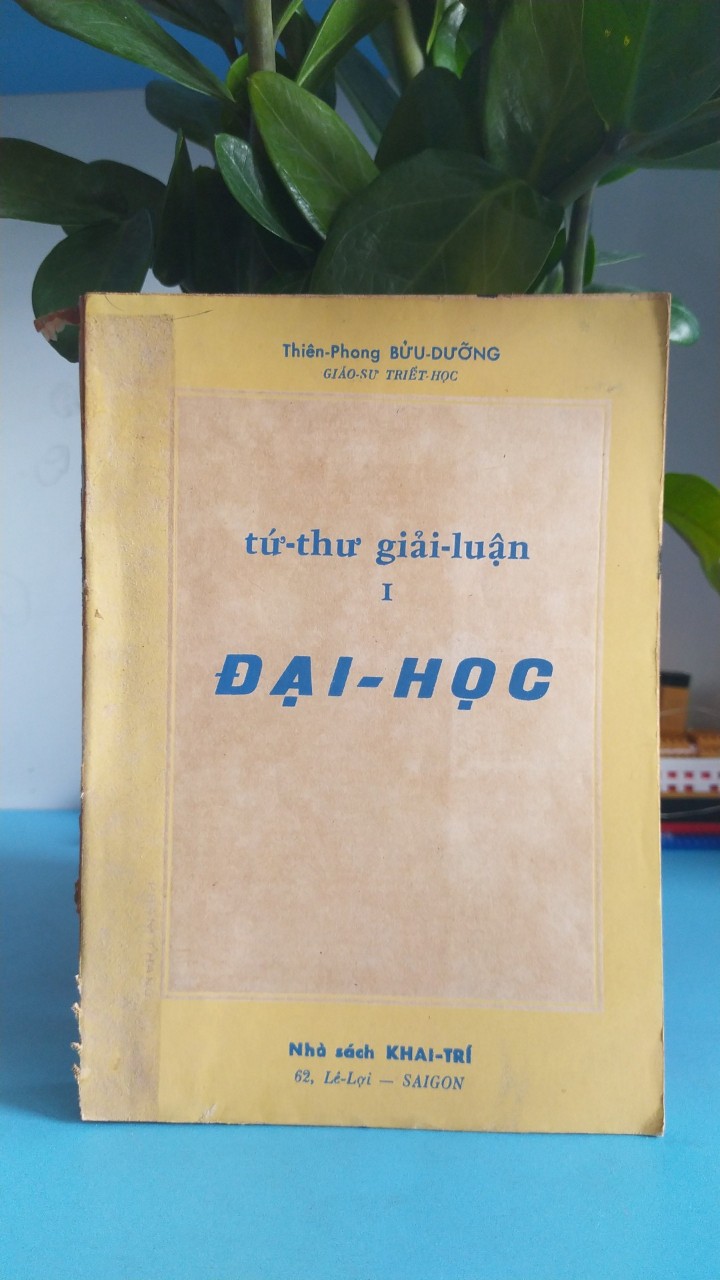 Thiên-Phong BỬU-DƯỠNG
GIÁO-SƯ TRIẾT-HỌC
tứ-thư giải-luận
I
ĐẠI-HỌC
Nhà sách KHAI-TRÍ
62, Lê-Lợi — SAIGON